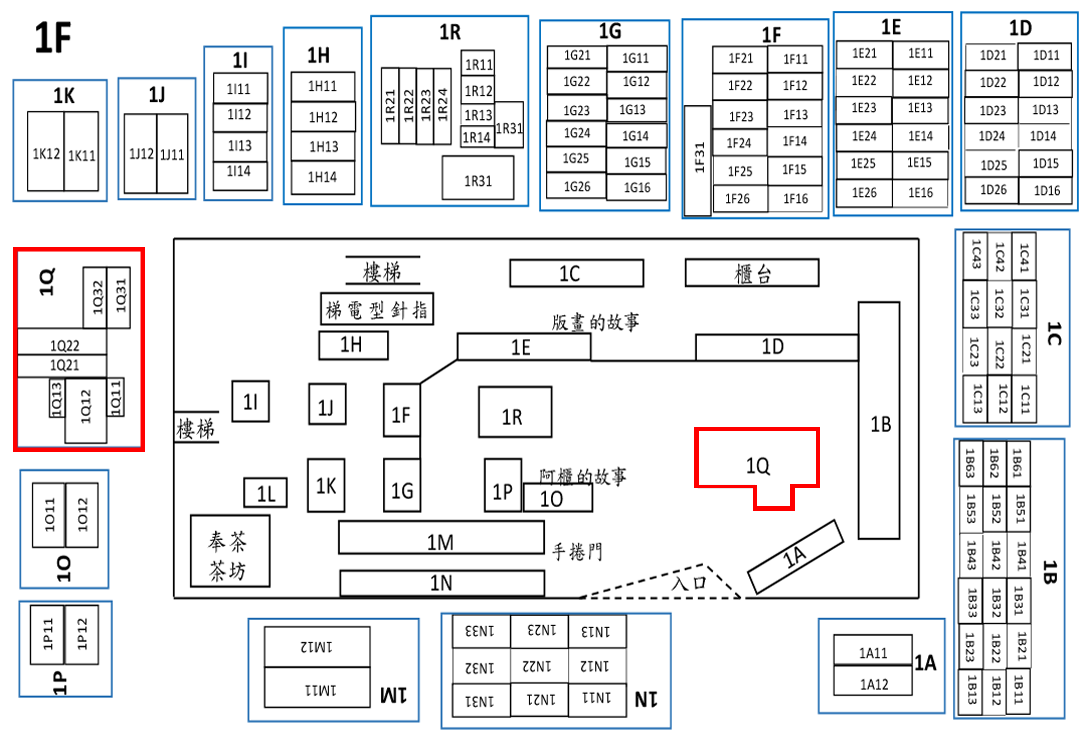 1F
1K
1K12 1K11
1J
1J12 1J11
1I
1I11
1I12
1I13
1I14
1H
1H11
1H12
1H13
1H14
1R
1R21 1R22 1R23 1R24
1R11
1R12
1R13
1R14
1R31
1R31
1G
1G21 1G11
1G22 1G12
1G23 1G13
1G24 1G14
1G25 1G15
1G26 1G16
1F
1F31
1F21 1F11
1F22 1F12
1F23 1F13
1F24 1F14
1F25 1F15
1F26 1F16
1E
1E21 1E11
1E22 1E12
1E23 1E13
1E24 1E14
1E25 1E15
1E26 1E16
1D
1D21 1D11
1D22 1D12
1D23 1D13
1D24 1D14
1D25 1D15
1D26 1D16
1Q
1Q32 1Q31
1Q22
1Q21
1Q13 1Q12 1Q11
樓梯
1C
櫃台
梯電型針指
版畫的故事
1H
1E
1D
1I
1J
1F
1R
1B
樓梯
1Q
1L
1K
1G
1P
阿櫃的故事
1O
奉茶
茶坊
1M
手捲門
1N
入口
1A
1C43 1C42 1C41
1C33 1C32 1C31
1C23 1C22 1C21
1C13 1C12 1C11
1C
1B63 1B62 1B61
1B53 1B52 1B51
1B43 1B42 1B41
1B33 1B32 1B31
1B23 1B22 1B21
1B13 1B12 1B11
1B
1O11 1O12
1O
1P11 1P12
1P
1M12
1M11
1M
1N33 1N23 1N13
1N32 1N22 1N12
1N31 1N21 1N11
1N
1A11
1A12
1A